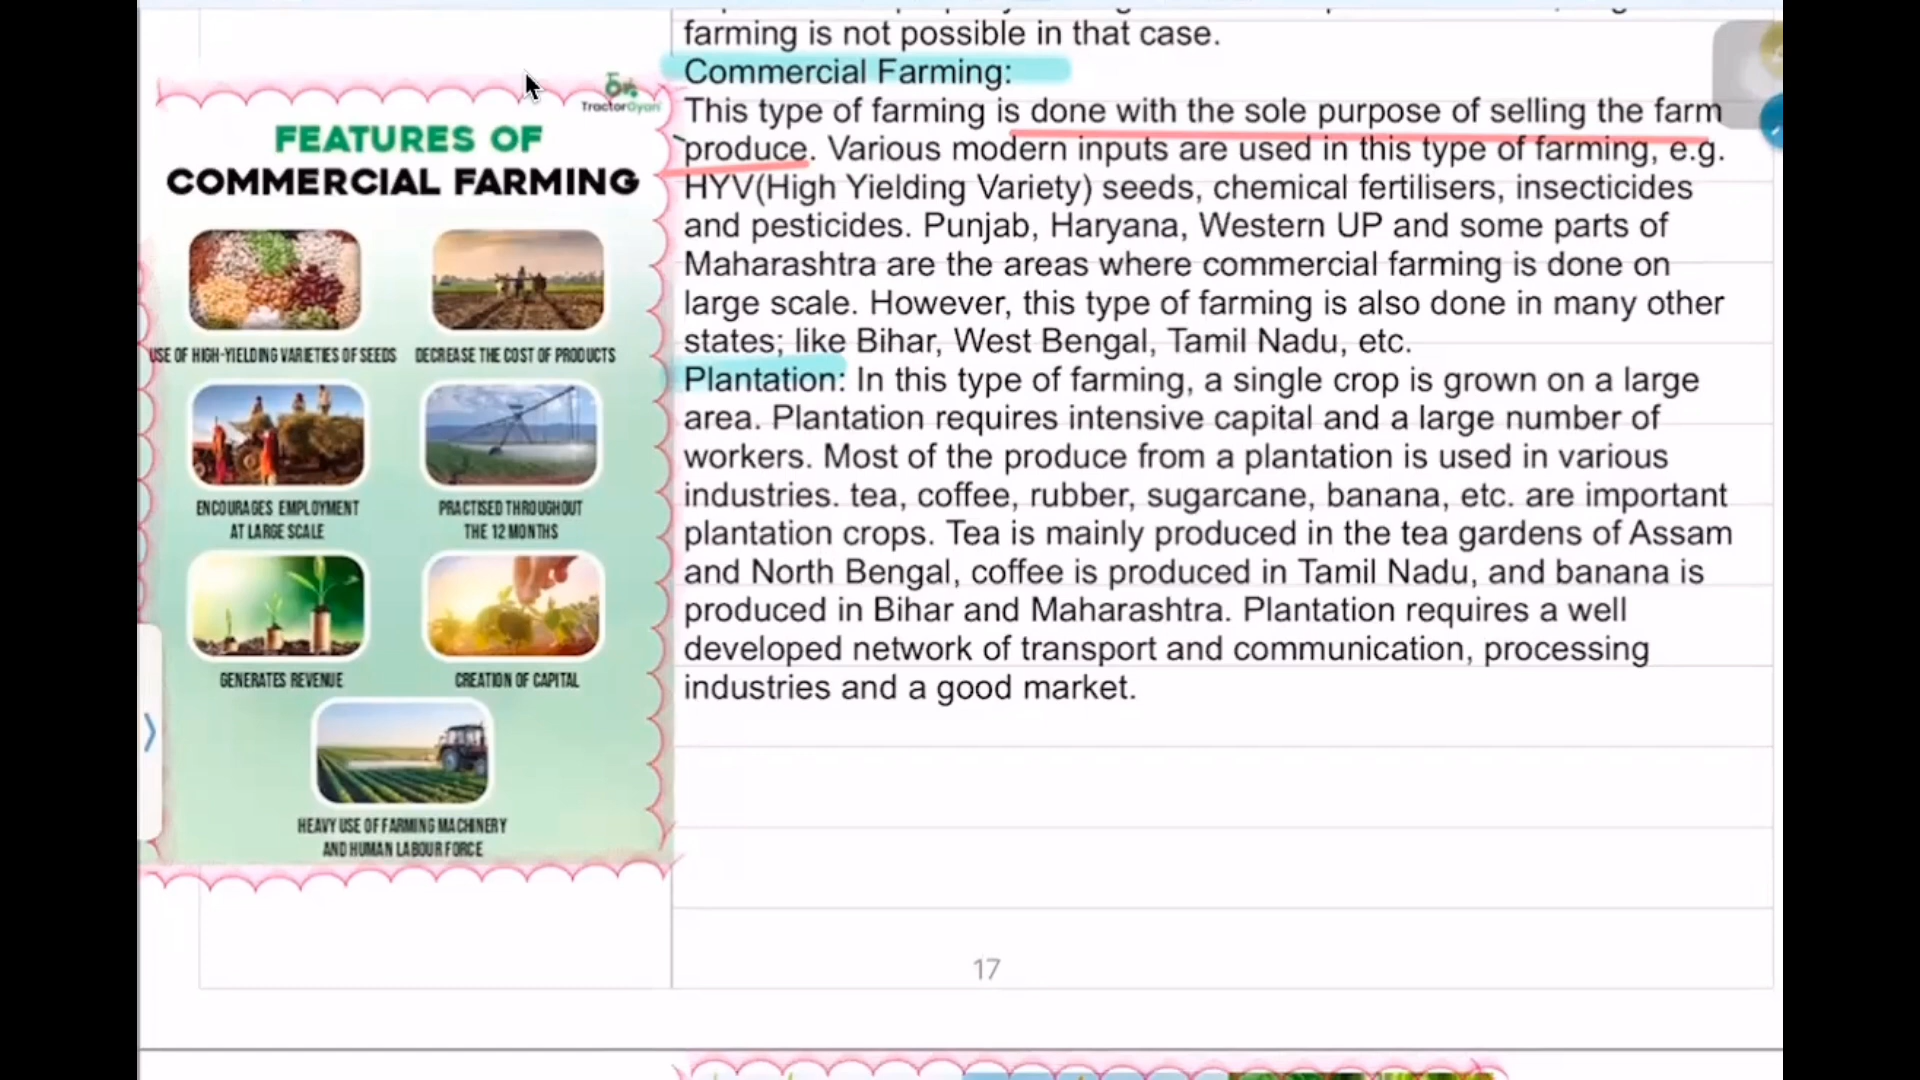 farming is not possible in that case.
Commercial Farming:
This type of farming is done with the sole purpose of selling the farm
produce. Various modern inputs are used in this type of farming, e.g.
HYV(High Yielding Variety) seeds, chemical fertilisers, insecticides
and pesticides. Punjab, Haryana, Western UP and some parts of
Maharashtra are the areas where commercial farming is done on
large scale. However, this type of farming is also done in many other
states; like Bihar, West Bengal, Tamil Nadu, etc.
Plantation: In this type of farming, a single crop is grown on a large
area. Plantation requires intensive capital and a large number of
workers. Most of the produce from a plantation is used in various
industries. tea, coffee, rubber, sugarcane, banana, etc. are important
plantation crops. Tea is mainly produced in the tea gardens of Assam
and North Bengal, coffee is produced in Tamil Nadu, and banana is
produced in Bihar and Maharashtra. Plantation requires a well
developed network of transport and communication, processing
industries and a good market.
TractorGyan
FEATURES OF
COMMERCIAL FARMING
USE OF HIGH-YIELDING VARIETIES OF SEEDS
DECREASE THE COST OF PRODUCTS
ENCOURAGES EMPLOYMENT
AT LARGE SCALE
PRACTISED THROUGHOUT
THE 12 MONTHS
GENERATES REVENUE
CREATION OF CAPITAL
HEAVY USE OF FARMING MACHINERY
AND HUMAN LABOUR FORCE
17